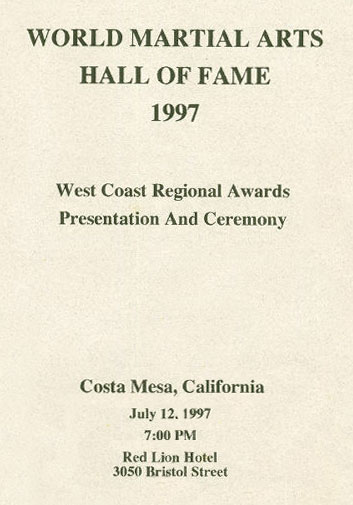 WORLD MARTIAL ARTS
HALL OF FAME
1997
West Coast Regional Awards
Presentation And Ceremony
Costa Mesa, California
July 12, 1997
7:00 PM
Red Lion Hotel
3050 Bristol Street